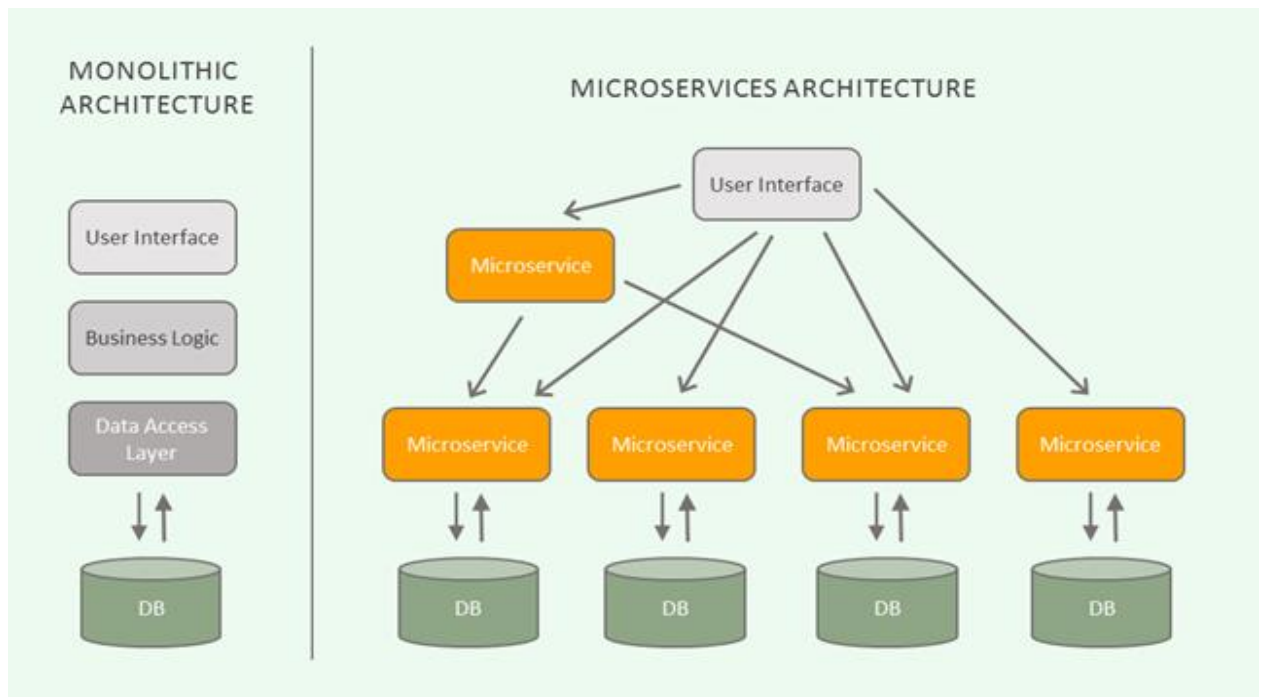 MONOLITHIC
ARCHITECTURE
User Interface
Business Logic
Data Access
Layer
DB
MICROSERVICES ARCHITECTURE
User Interface
Microservice
Microservice
Microservice
Microservice
Microservice
DB
DB
DB
DB